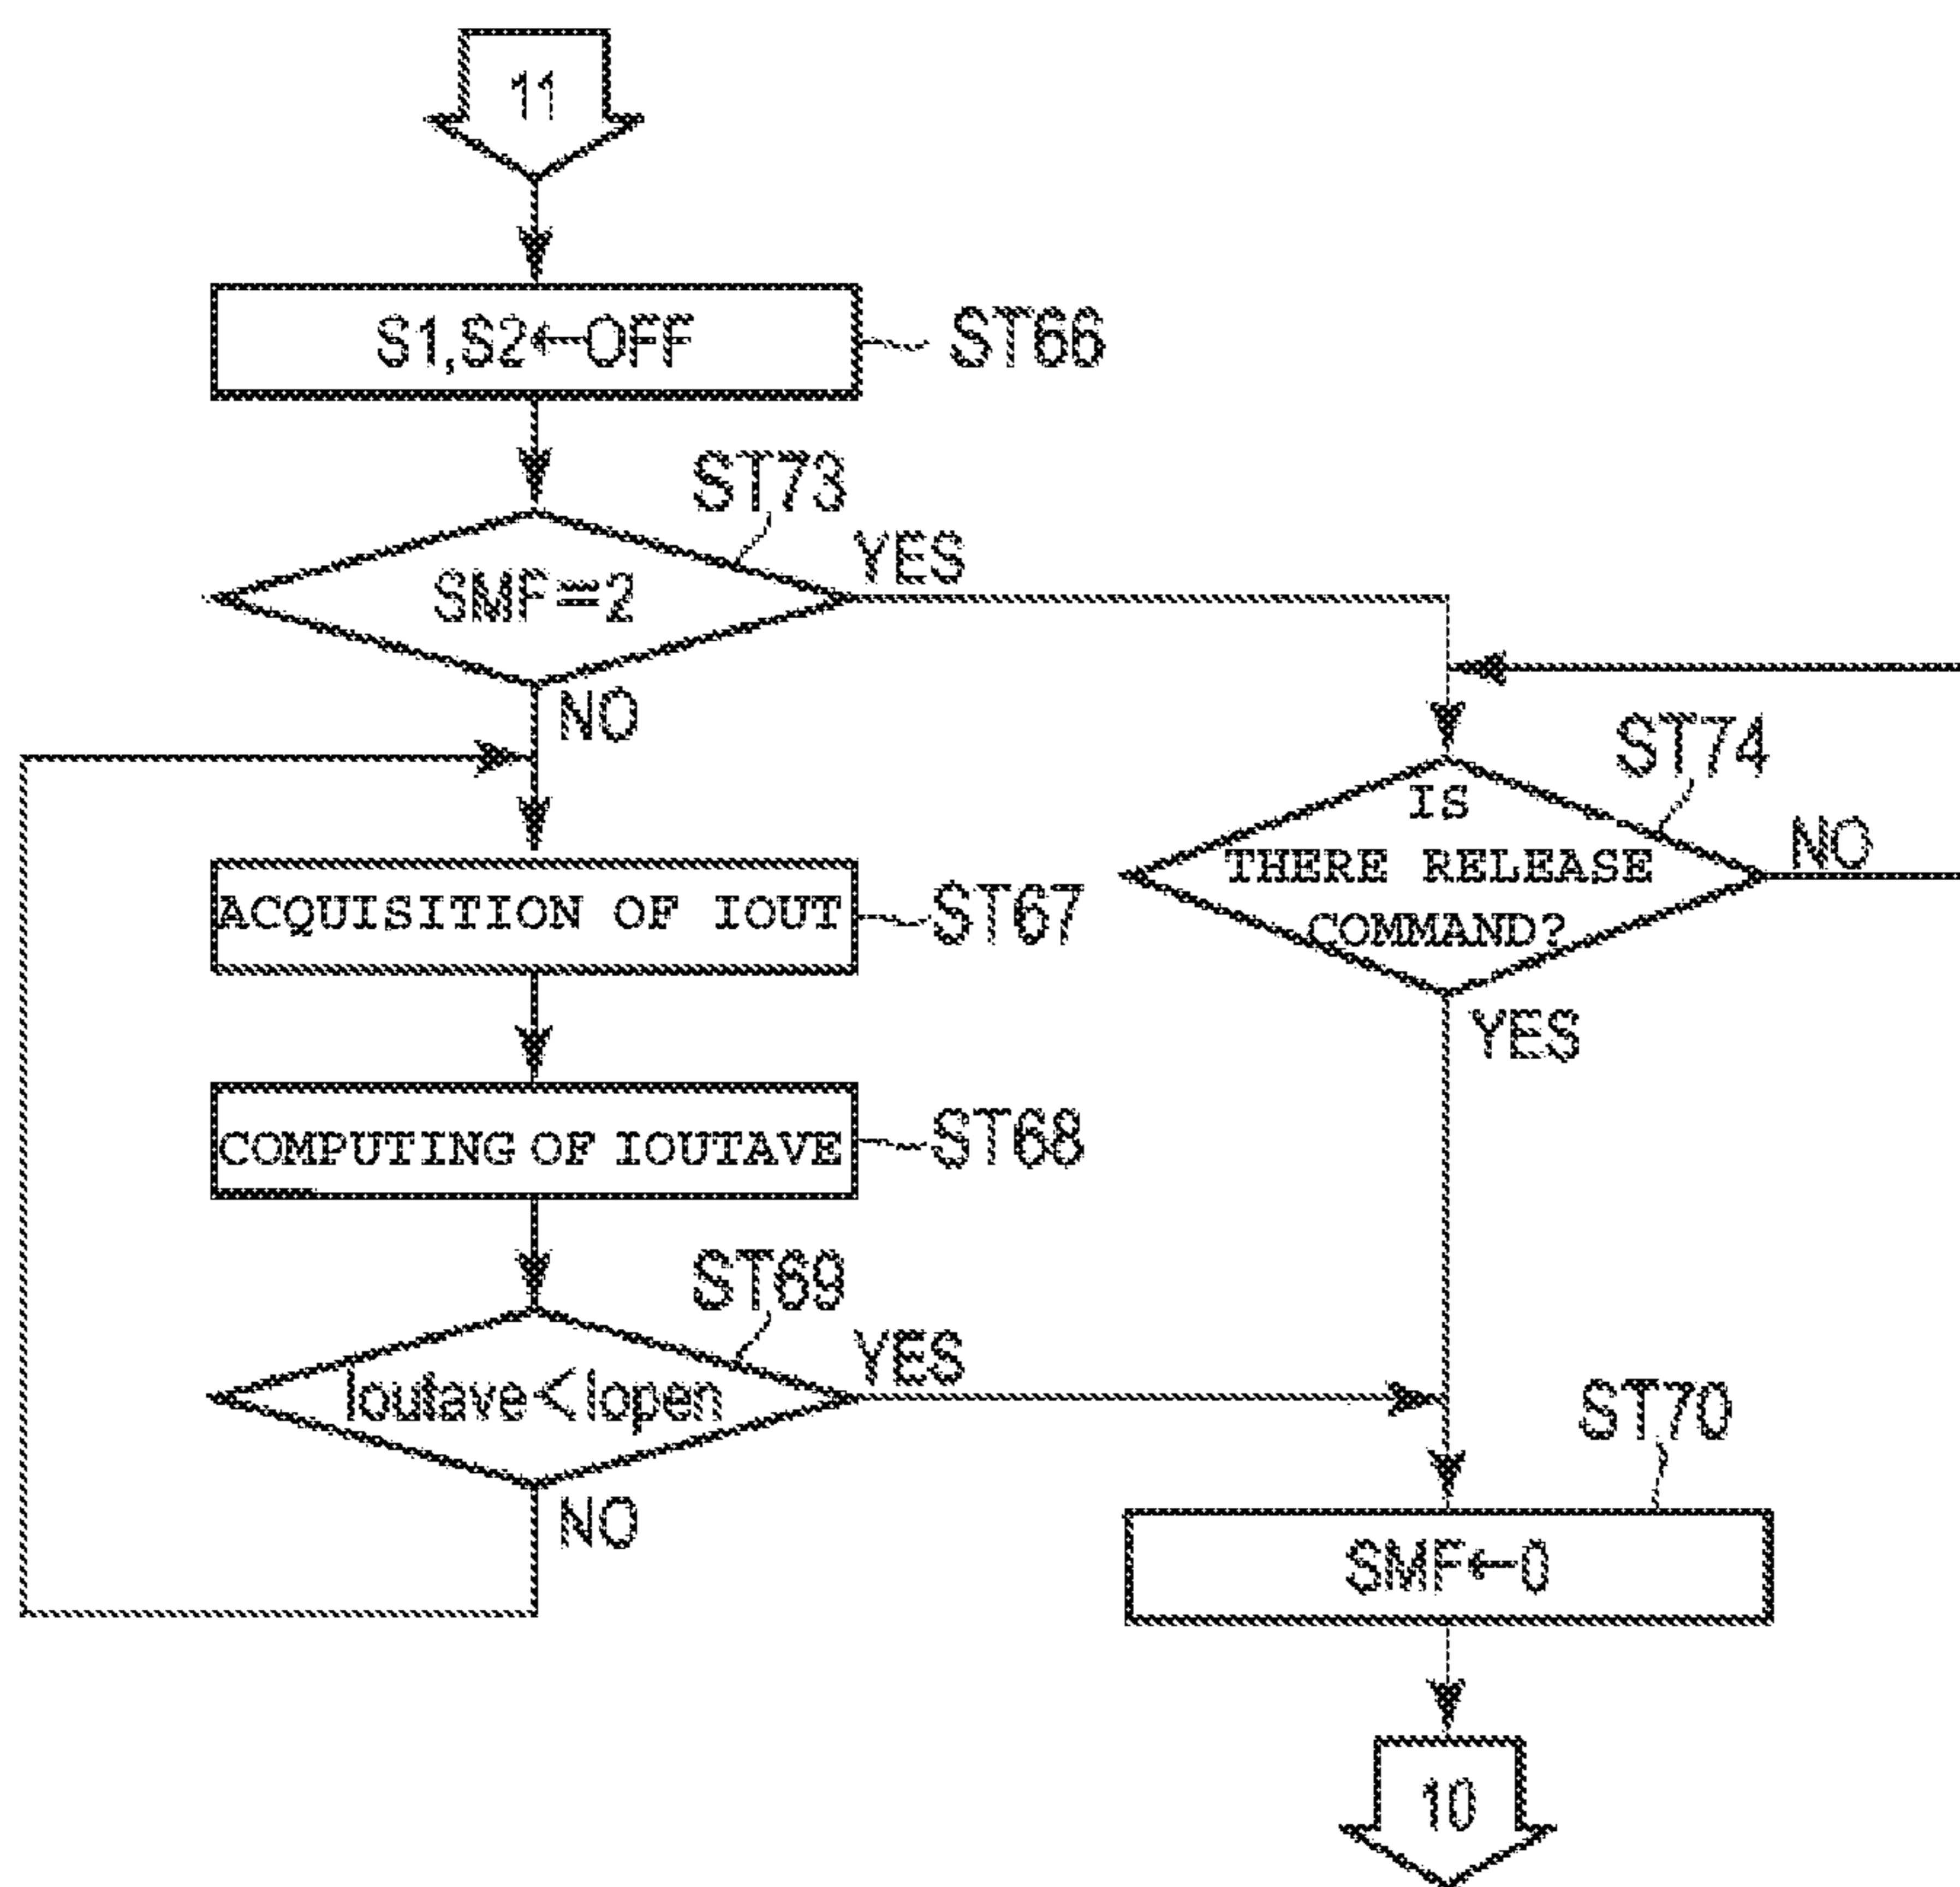 11
S1,S2←OFF
ST66
ST73
SMF=2
YES
NO
ST74
IS
THERE RELEASE
COMMAND?
NO
YES
ACQUISITION OF IOUT
ST67
COMPUTING OF IOUTAVE
ST68
ST69
Ioutave<Iopen
YES
NO
ST70
SMF←0
10